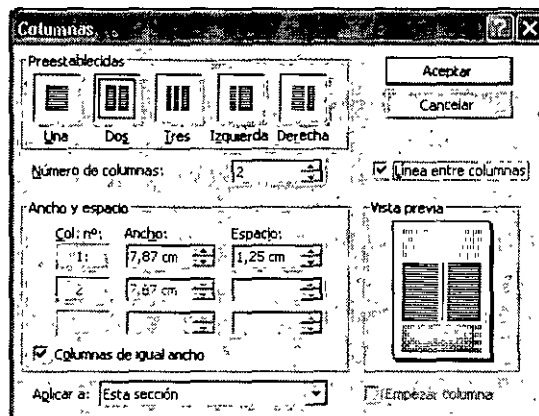 Columnas
Preestablecidas
Una Dos Tres Izquierda Derecha
Aceptar
Cancelar
Número de columnas: 2
Línea entre columnas
Ancho y espacio
Vista previa
Col. nº: Ancho: Espacio:
1: 7,87 cm 1,25 cm
2 7,87 cm
Columnas de igual ancho
Aplicar a: Esta sección
Empezar columna